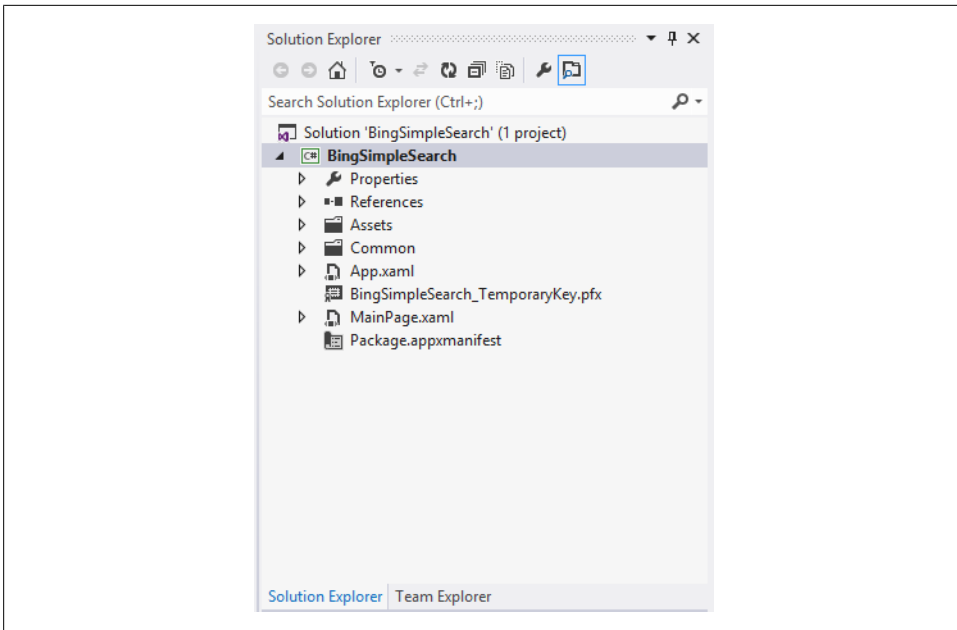 Solution Explorer
Search Solution Explorer (Ctrl+;)
Solution 'BingSimpleSearch' (1 project)
C# BingSimpleSearch
Properties
References
Assets
Common
App.xaml
BingSimpleSearch_TemporaryKey.pfx
MainPage.xaml
Package.appxmanifest
Solution Explorer Team Explorer